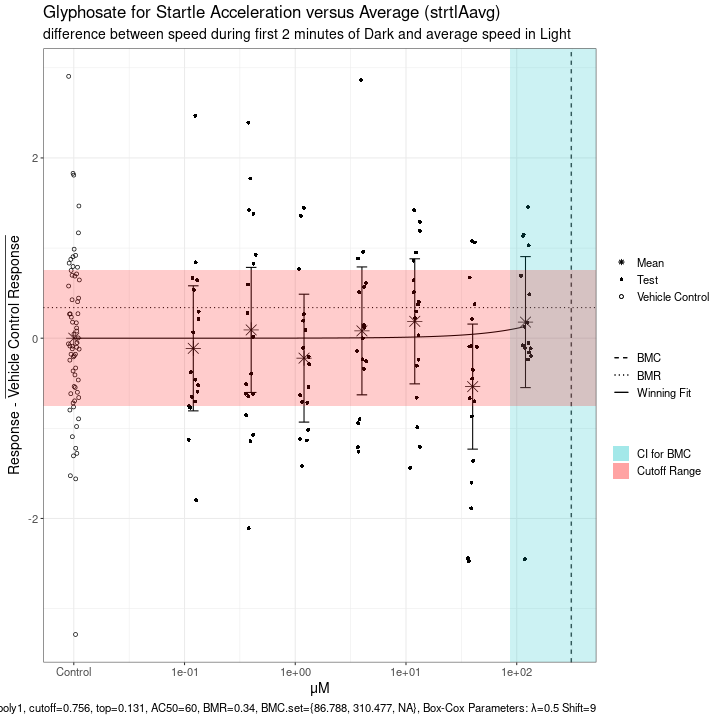 Glyphosate for Startle Acceleration versus Average (strtlAavg)
difference between speed during first 2 minutes of Dark and average speed in Light
Response - Vehicle Control Response
2
0
-2
Control
1e-01
1e+00
1e+01
1e+02
µM
Mean
Test
Vehicle Control
BMC
BMR
Winning Fit
CI for BMC
Cutoff Range
cutoff=0.756, top=0.131, AC50=60, BMR=0.34, BMC.set={86.788, 310.477, NA}, Box-Cox Parameters: λ=0.5 Shift=9